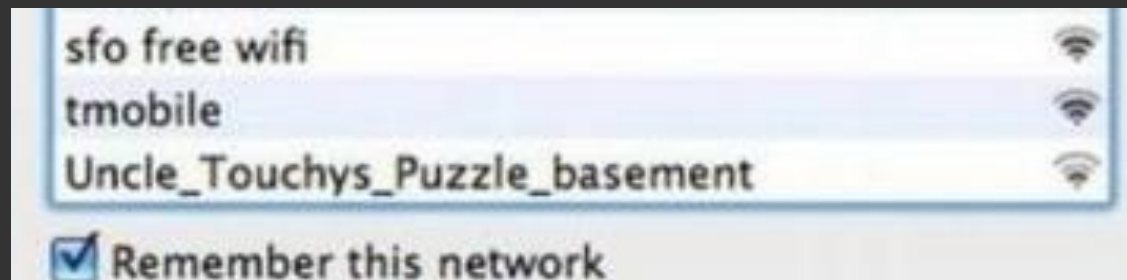 sfo free wifi
tmobile
Uncle_Touchys_Puzzle_basement
Remember this network